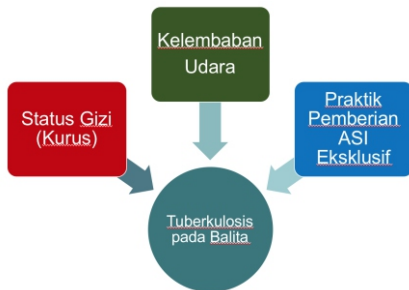 Kelembaban
Udara
Status Gizi
(Kurus)
Praktik
Pemberian
ASI
Eksklusif
Tuberkulosis
pada Balita